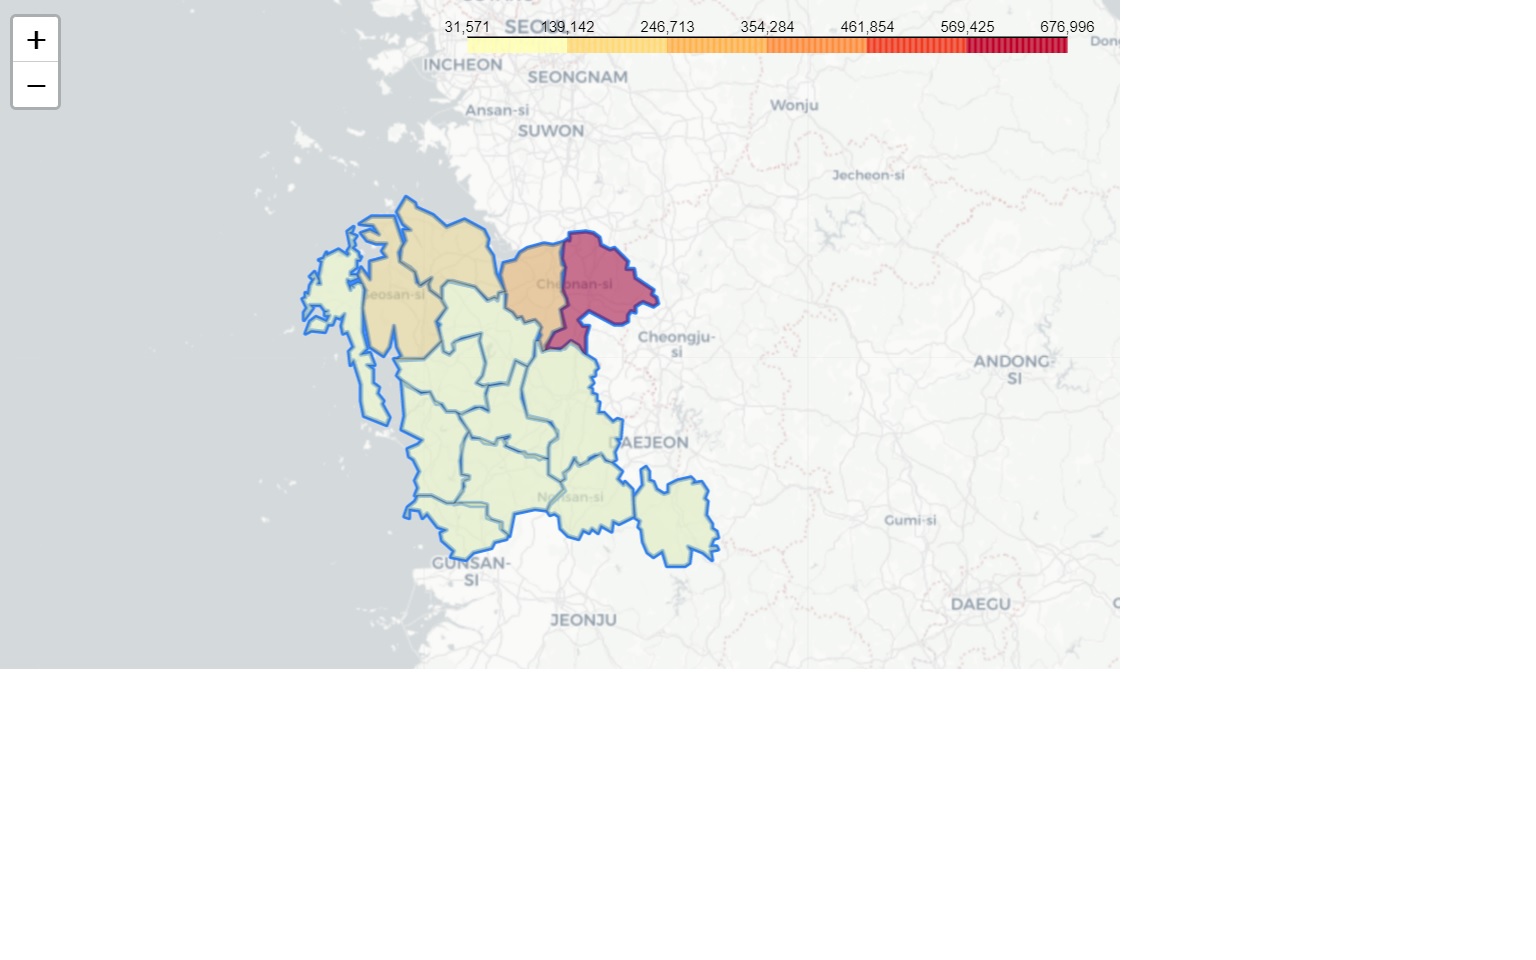 +
−
31,571 139,142 246,713 354,284 461,854 569,425 676,996
INCHEON
SEONGNAM
Ansan-si
SUWON
Wonju
Jecheon-si
Cheonan-si
Seosan-si
Cheongju-
si
ANDONG-
SI
DAEJEON
Nonsan-si
Gumi-si
GUNSAN-
SI
JEONJU
DAEGU